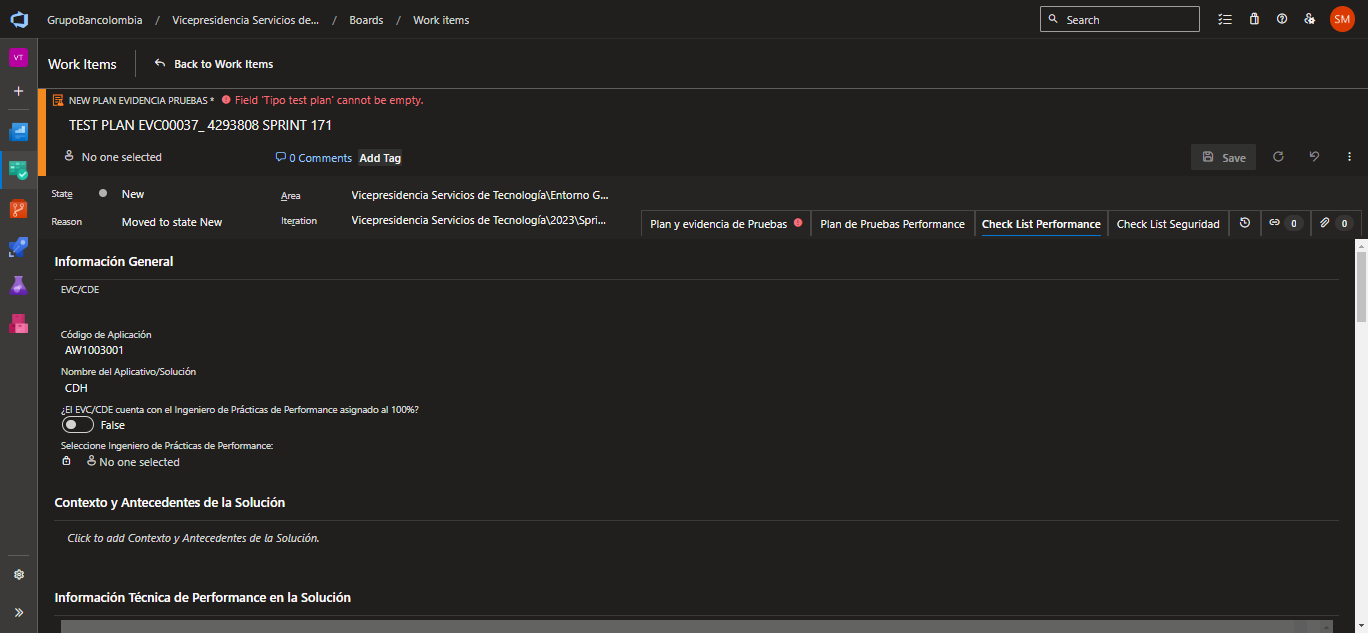 GrupoBancolombia / Vicepresidencia Servicios de... / Boards / Work items
Search
SM
VT
Work Items
Back to Work Items
NEW PLAN EVIDENCIA PRUEBAS * Field 'Tipo test plan' cannot be empty.
TEST PLAN EVC00037_ 4293808 SPRINT 171
No one selected
0 Comments
Add Tag
Save
State
New
Area
Vicepresidencia Servicios de Tecnología\Entorno G...
Reason
Moved to state New
Iteration
Vicepresidencia Servicios de Tecnología\2023\Spri...
Plan y evidencia de Pruebas
Plan de Pruebas Performance
Check List Performance
Check List Seguridad
0
0
Información General
EVC/CDE
Código de Aplicación
AW1003001
Nombre del Aplicativo/Solución
CDH
¿El EVC/CDE cuenta con el Ingeniero de Prácticas de Performance asignado al 100%?
False
Seleccione Ingeniero de Prácticas de Performance:
No one selected
Contexto y Antecedentes de la Solución
Click to add Contexto y Antecedentes de la Solución.
Información Técnica de Performance en la Solución